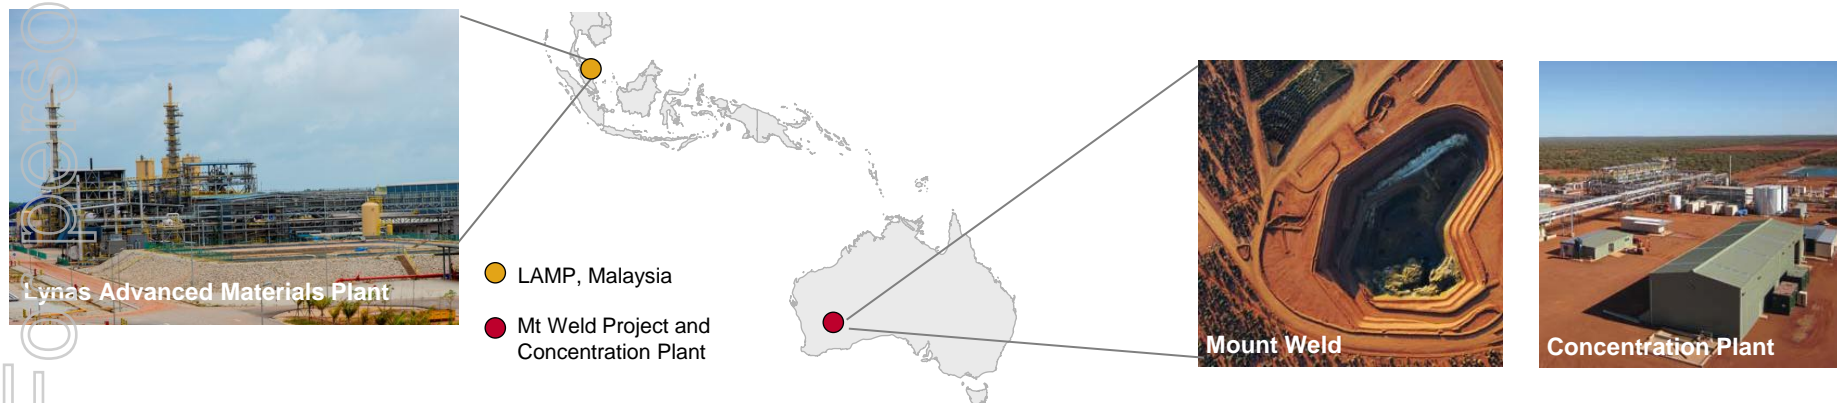 Lynas Advanced Materials Plant
LAMP, Malaysia
Mt Weld Project and
Concentration Plant
Mount Weld
Concentration Plant